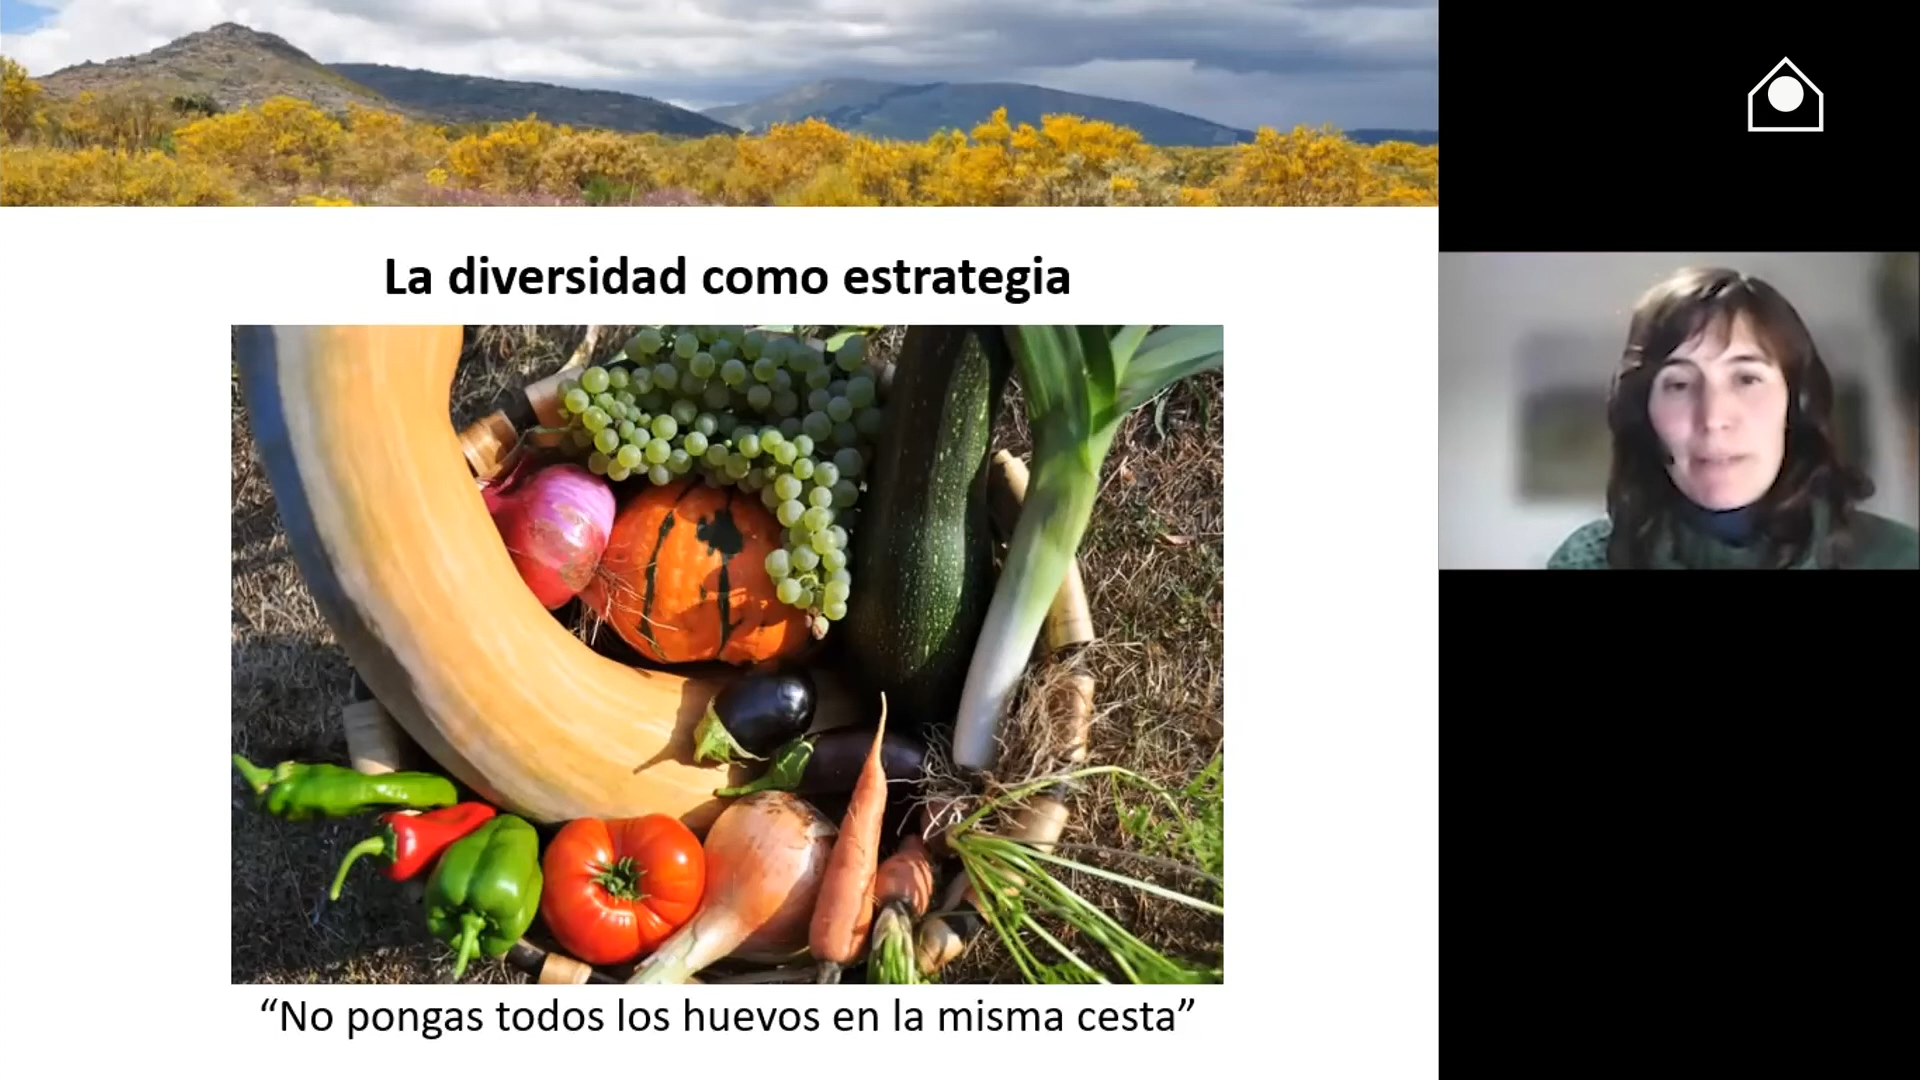 La diversidad como estrategia
“No pongas todos los huevos en la misma cesta”